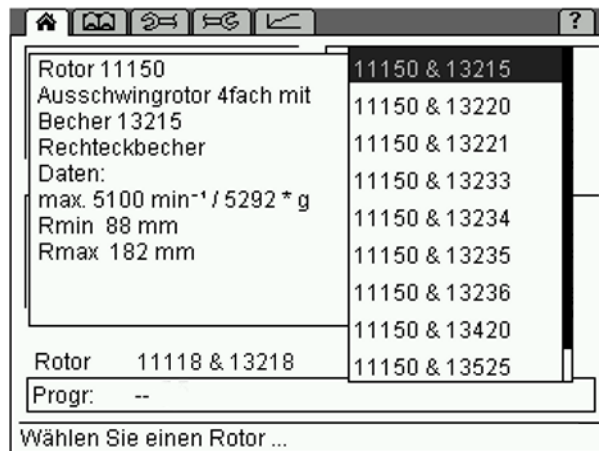 ?
Rotor 11150
Ausschwingrotor 4fach mit
Becher 13215
Rechteckbecher
Daten:
max. 5100 min⁻¹ / 5292 * g
Rmin 88 mm
Rmax 182 mm
11150 & 13215
11150 & 13220
11150 & 13221
11150 & 13233
11150 & 13234
11150 & 13235
11150 & 13236
11150 & 13420
11150 & 13525
Rotor 11118 & 13218
Progr: --
Wählen Sie einen Rotor ...